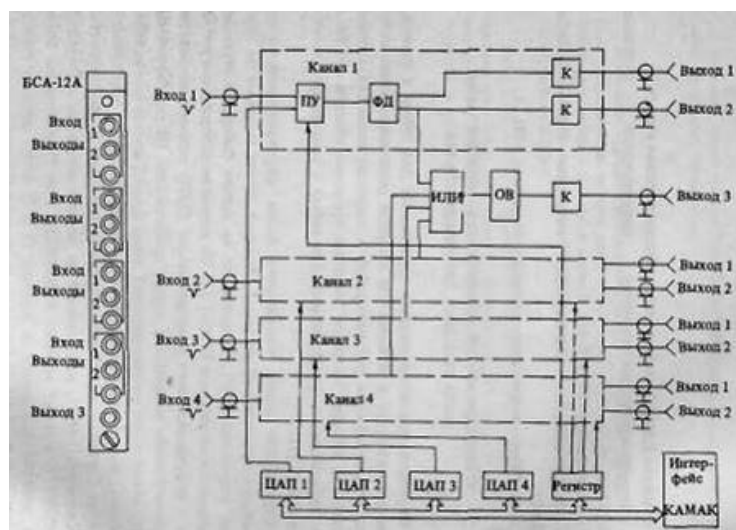 БСА-12А
Вход
1
Выходы
2
Вход
1
Выходы
2
Вход
1
Выходы
2
Вход
1
Выходы
2
Выход 3
Канал 1
Вход 1
ПУ
ФД
К
Выход 1
К
Выход 2
ИЛИ
ОВ
К
Выход 3
Вход 2
Канал 2
Выход 1
Выход 2
Вход 3
Канал 3
Выход 1
Выход 2
Вход 4
Канал 4
Выход 1
Выход 2
ЦАП 1
ЦАП 2
ЦАП 3
ЦАП 4
Регистр
Интер-
фейс
КАМАК